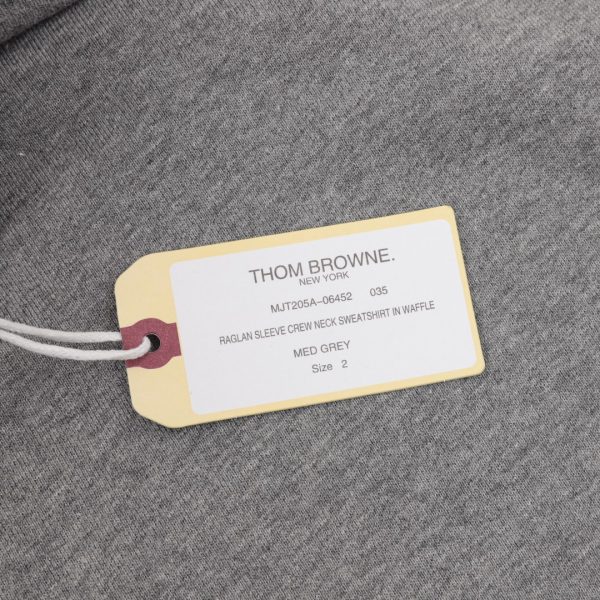 THOM BROWNE.
NEW YORK
MJT205A-06452 035
RAGLAN SLEEVE CREW NECK SWEATSHIRT IN WAFFLE
MED GREY
Size 2